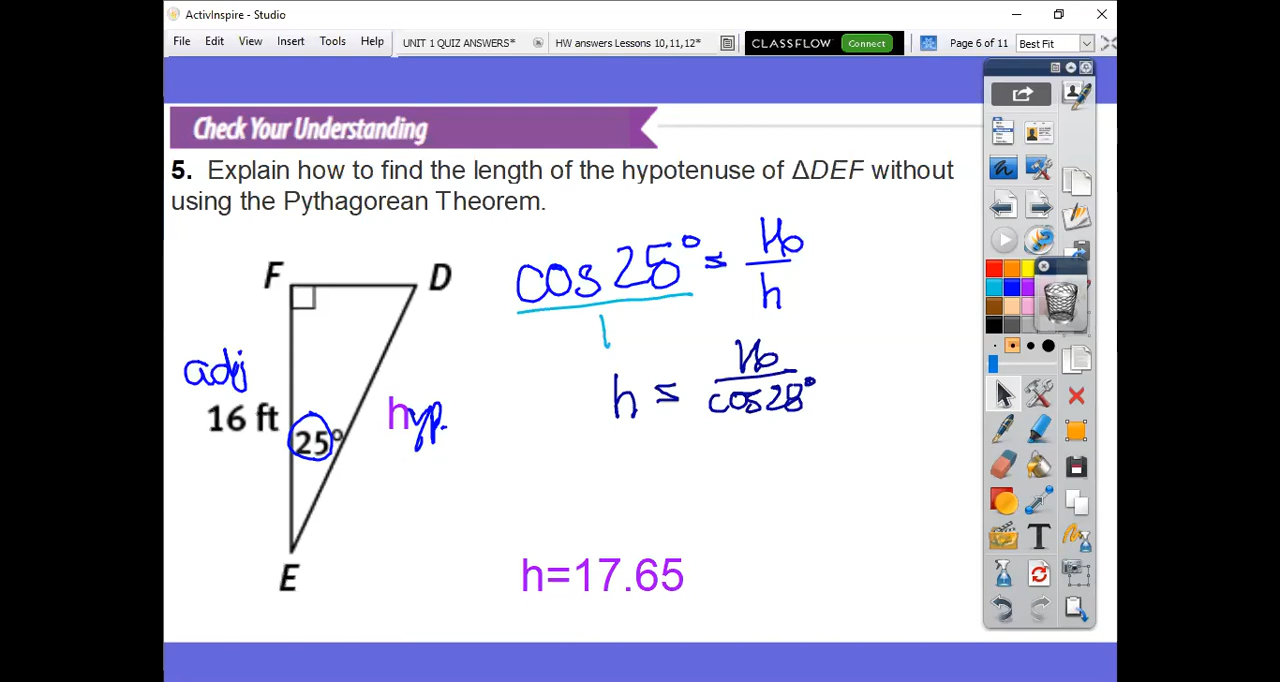 ActivInspire - Studio
File Edit View Insert Tools Help UNIT 1 QUIZ ANSWERS* HW answers Lessons 10,11,12* CLASSFLOW Connect Page 6 of 11 Best Fit
Check Your Understanding
5. Explain how to find the length of the hypotenuse of ΔDEF without
using the Pythagorean Theorem.
cos 25° = 16/h
F D
adj
h = 16/cos25°
16 ft
hyp.
25°
E
h=17.65